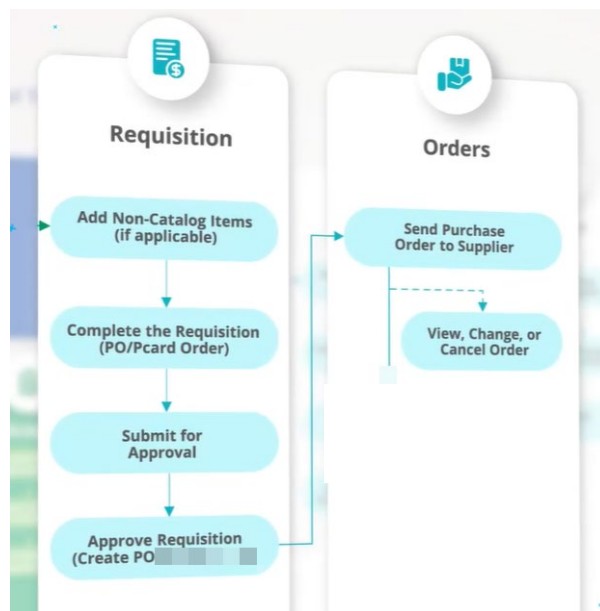 Requisition
Add Non-Catalog Items
(if applicable)
Complete the Requisition
(PO/Pcard Order)
Submit for
Approval
Approve Requisition
(Create PO
Orders
Send Purchase
Order to Supplier
View, Change, or
Cancel Order